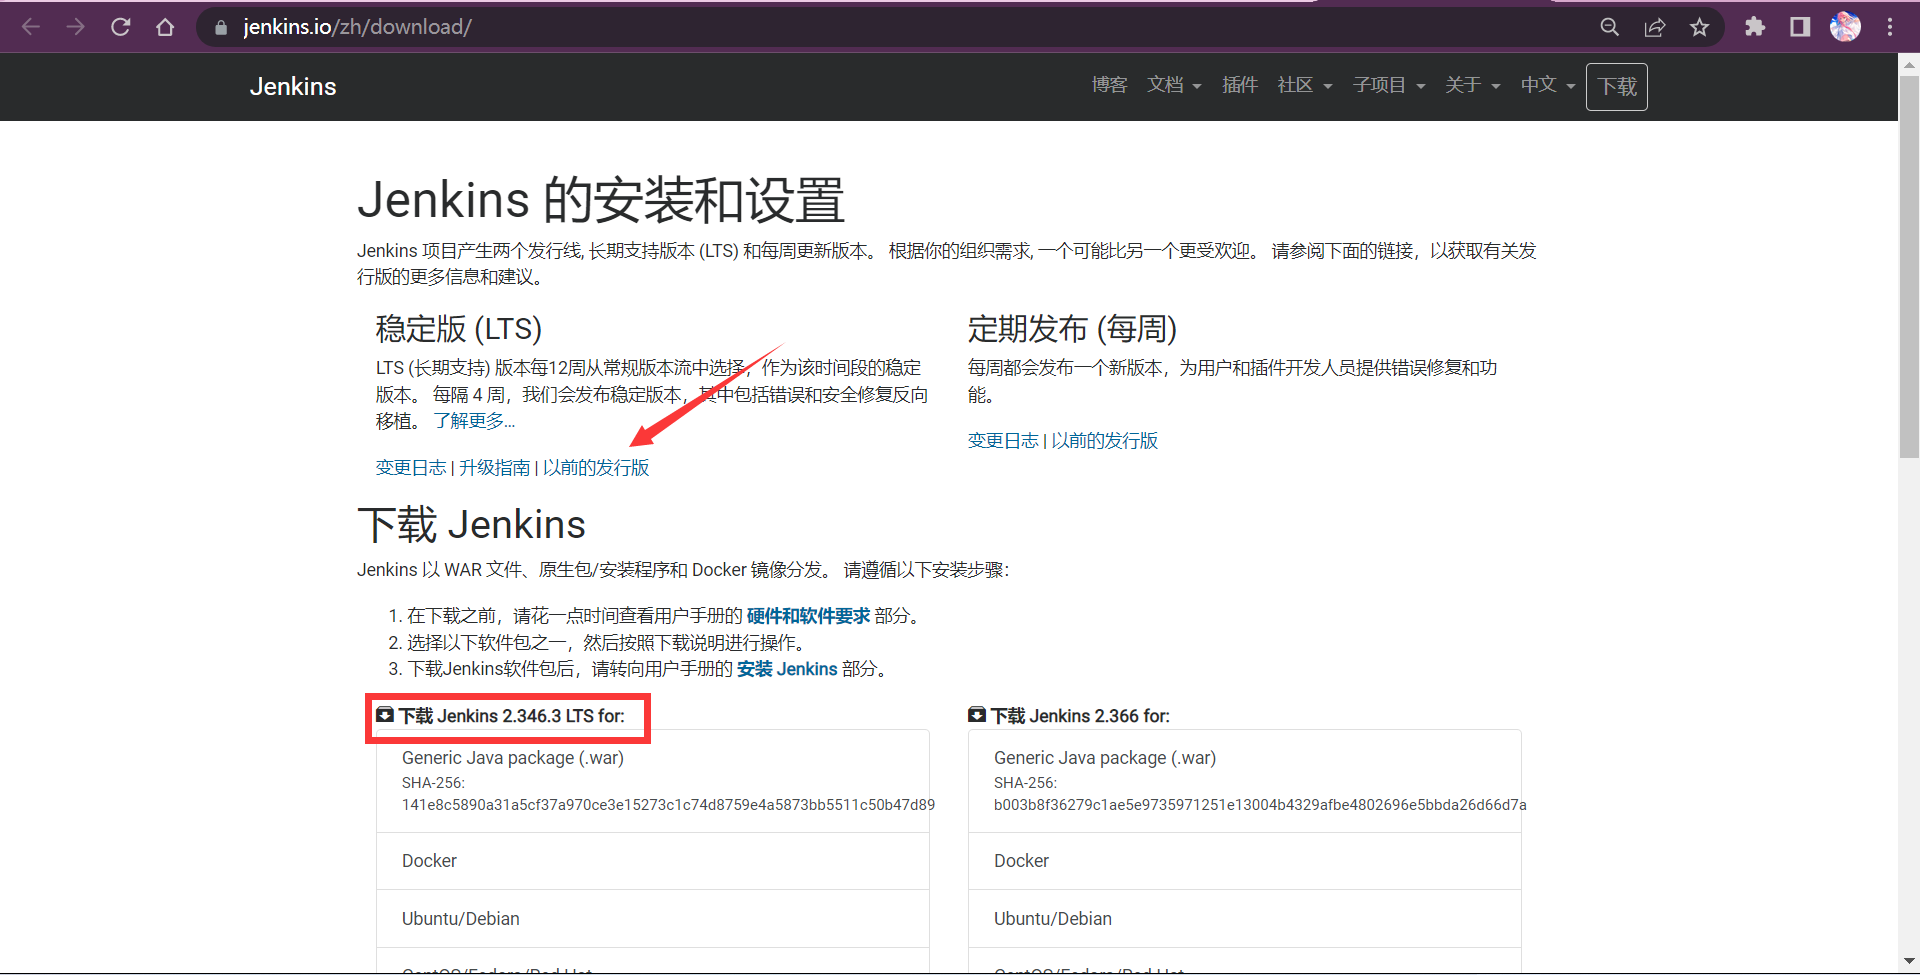 jenkins.io/zh/download/
Jenkins
博客 文档 插件 社区 子项目 关于 中文 下载
Jenkins 的安装和设置
Jenkins 项目产生两个发行线, 长期支持版本 (LTS) 和每周更新版本。 根据你的组织需求, 一个可能比另一个更受欢迎。 请参阅下面的链接，以获取有关发
行版的更多信息和建议。
稳定版 (LTS)
LTS (长期支持) 版本每12周从常规版本流中选择，作为该时间段的稳定
版本。 每隔 4 周，我们会发布稳定版本，其中包括错误和安全修复反向
移植。 了解更多...
变更日志 | 升级指南 | 以前的发行版
定期发布 (每周)
每周都会发布一个新版本，为用户和插件开发人员提供错误修复和功
能。
变更日志 | 以前的发行版
下载 Jenkins
Jenkins 以 WAR 文件、原生包/安装程序和 Docker 镜像分发。 请遵循以下安装步骤：
1. 在下载之前，请花一点时间查看用户手册的 硬件和软件要求 部分。
2. 选择以下软件包之一，然后按照下载说明进行操作。
3. 下载Jenkins软件包后，请转向用户手册的 安装 Jenkins 部分。
下载 Jenkins 2.346.3 LTS for:
Generic Java package (.war)
SHA-256:
141e8c5890a31a5cf37a970ce3e15273c1c74d8759e4a5873bb5511c50b47d89
Docker
Ubuntu/Debian
CentOS/Fedora/Red Hat
下载 Jenkins 2.366 for:
Generic Java package (.war)
SHA-256:
b003b8f36279c1ae5e9735971251e13004b4329afbe4802696e5bbda26d66d7a
Docker
Ubuntu/Debian
CentOS/Fedora/Red Hat